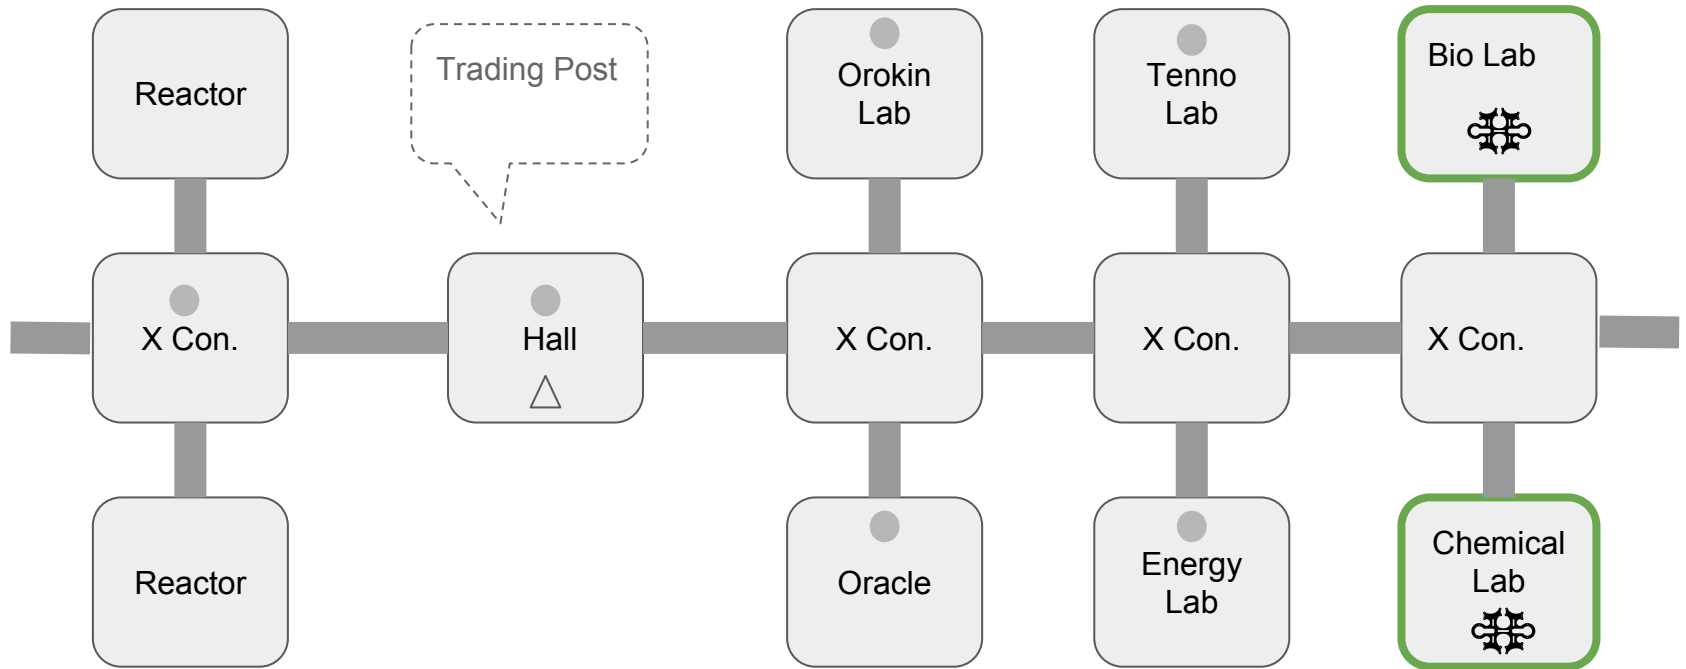 Reactor
Trading Post
Orokin
Lab
Tenno
Lab
Bio Lab
X Con.
Hall
X Con.
X Con.
X Con.
Reactor
Oracle
Energy
Lab
Chemical
Lab